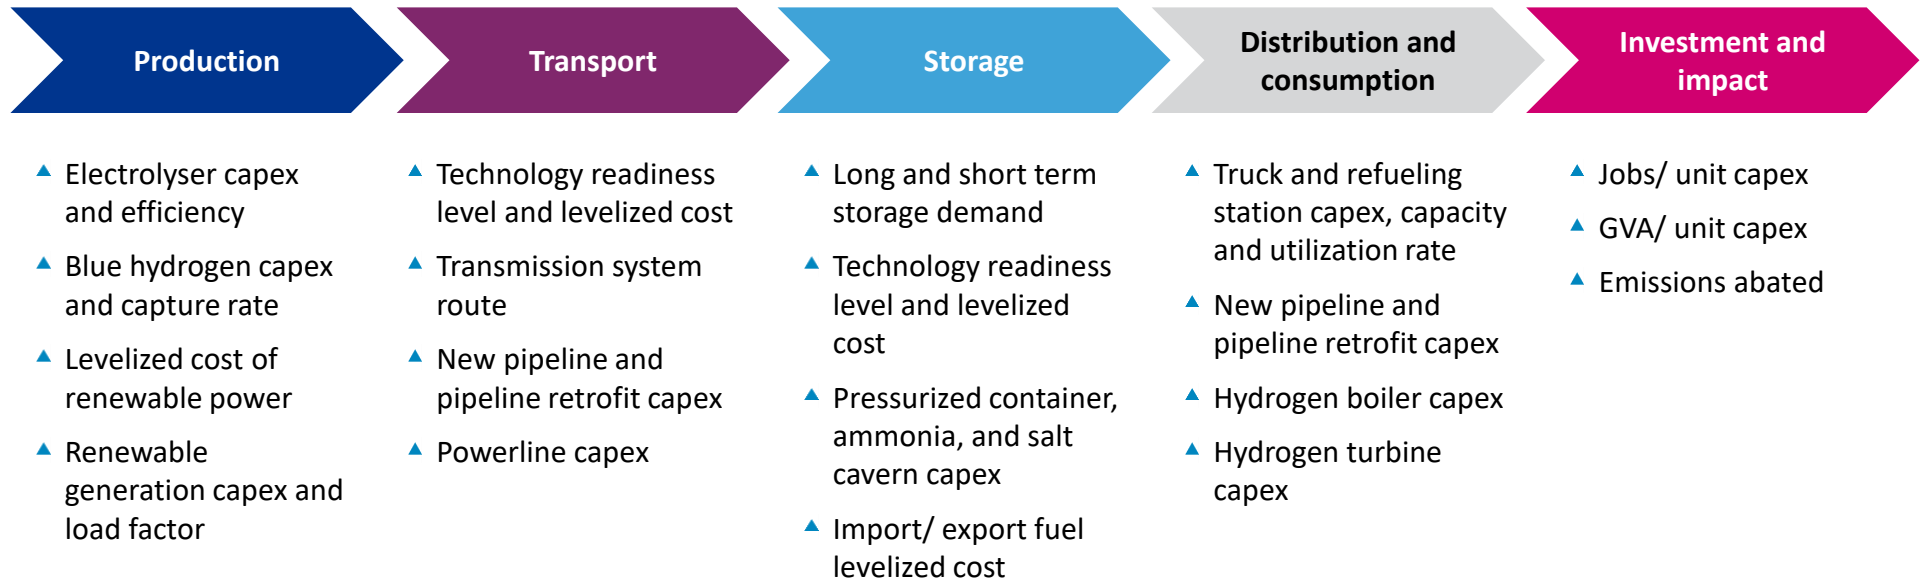 Production
Transport
Storage
Distribution and
consumption
Investment and
impact
Electrolyser capex
and efficiency
Blue hydrogen capex
and capture rate
Levelized cost of
renewable power
Renewable
generation capex and
load factor
Technology readiness
level and levelized cost
Transmission system
route
New pipeline and
pipeline retrofit capex
Powerline capex
Long and short term
storage demand
Technology readiness
level and levelized
cost
Pressurized container,
ammonia, and salt
cavern capex
Import/ export fuel
levelized cost
Truck and refueling
station capex, capacity
and utilization rate
New pipeline and
pipeline retrofit capex
Hydrogen boiler capex
Hydrogen turbine
capex
Jobs/ unit capex
GVA/ unit capex
Emissions abated